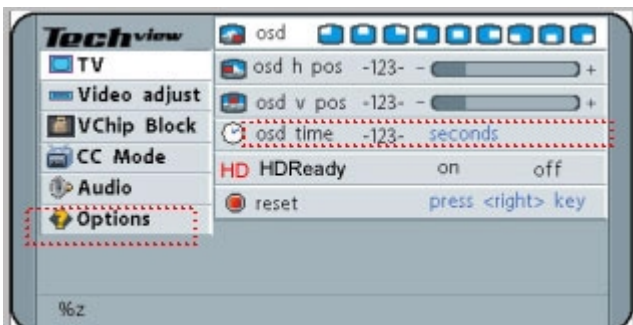 Techview
TV
Video adjust
VChip Block
CC Mode
Audio
Options
osd
osd h pos -123- - +
osd v pos -123- - +
osd time -123- seconds
HD HDReady on off
reset press <right> key
%z